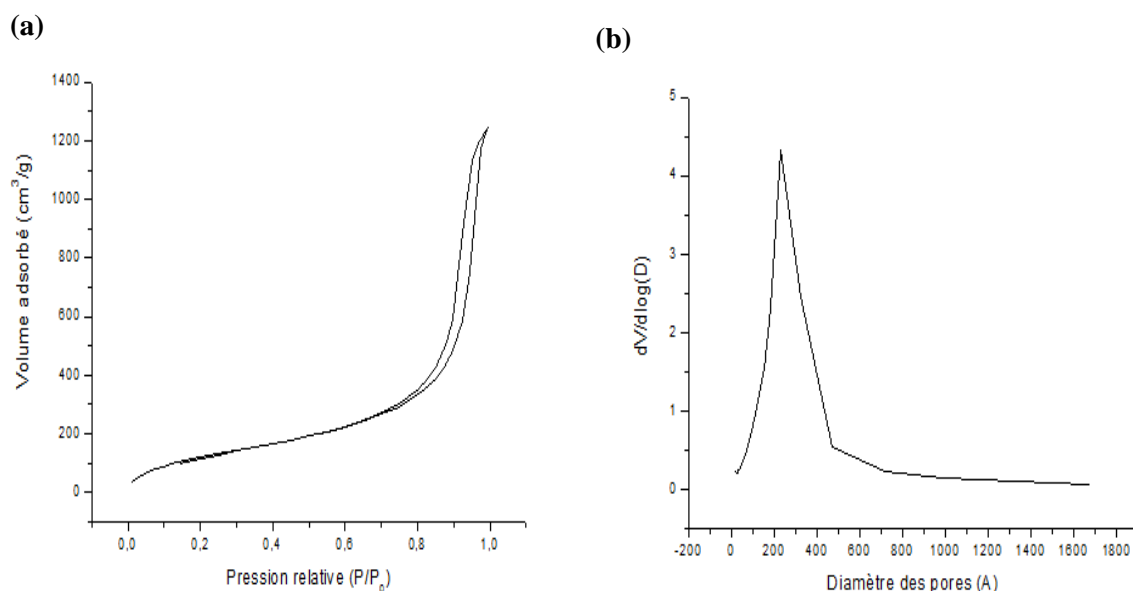 (a)
(b)
1400
1200
1000
800
600
400
200
0
Volume adsorbé (cm³/g)
0,0 0,2 0,4 0,6 0,8 1,0
Pression relative (P/P₀)
5
4
3
2
1
0
dV/dlog(D)
-200 0 200 400 600 800 1000 1200 1400 1600 1800
Diamètre des pores (A)